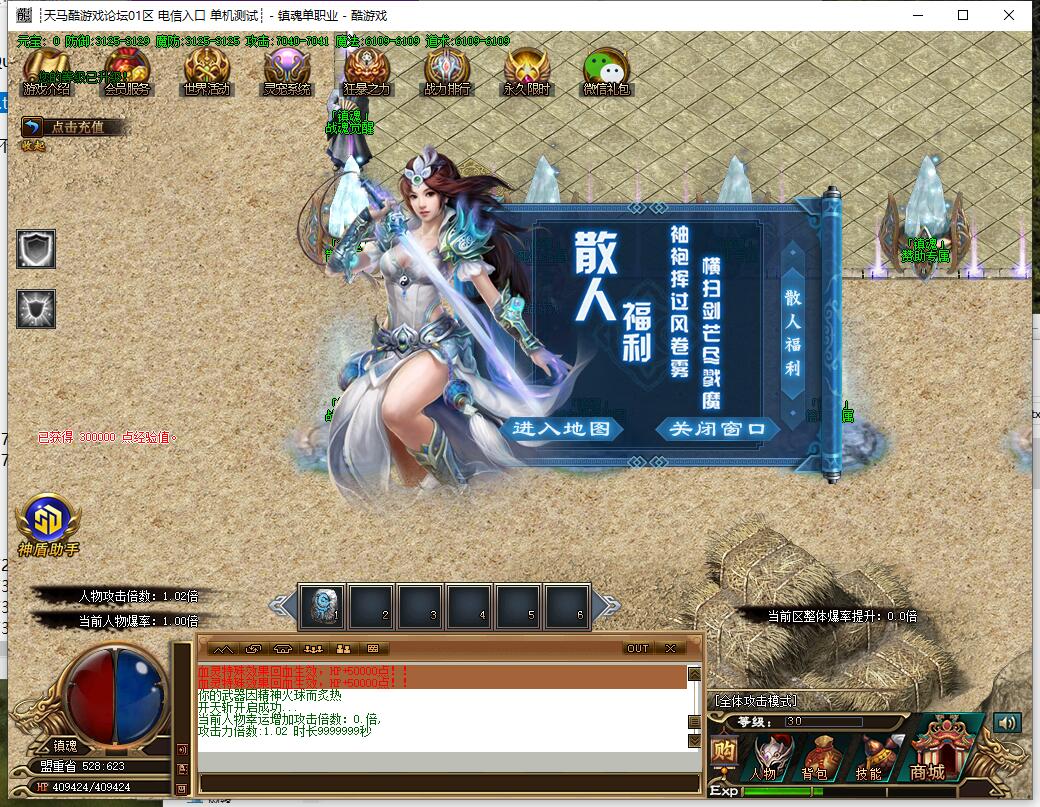 天马酷游戏论坛01区 电信入口 单机测试┆ - 镇魂单职业 - 酷游戏
元宝: 0 防御:3125-3129 魔防:3125-3125 攻击:7040-7041 魔法:6109-6109 道术:6109-6109
您的等级已升级!
游戏介绍 会员服务 世界活动 灵宠系统 狂暴之力 战力排行 永久限时 微信礼包
点击充值
收起
「镇魂」
战魂觉醒
「镇魂」
赞助专属
散人
福利
袖袍挥过风卷雾
横扫剑芒尽戮魔
散人福利
进入地图 关闭窗口
已获得 300000 点经验值。
神盾助手
人物攻击倍数: 1.02倍
当前人物爆率: 1.00倍
当前区整体爆率提升: 0.0倍
1 2 3 4 5 6
OUT
血灵特殊效果回血生效，HP+50000点！！
血灵特殊效果回血生效，HP+50000点！！
你的武器因精神火球而炙热
开天斩开启成功...
当前人物幸运增加攻击倍数: 0.倍,
攻击力倍数:1.02 时长9999999秒
[全体攻击模式]
等级: 30
购 人物 背包 技能 商城
Exp
镇魂
盟重省 528:623
HP 409424/409424